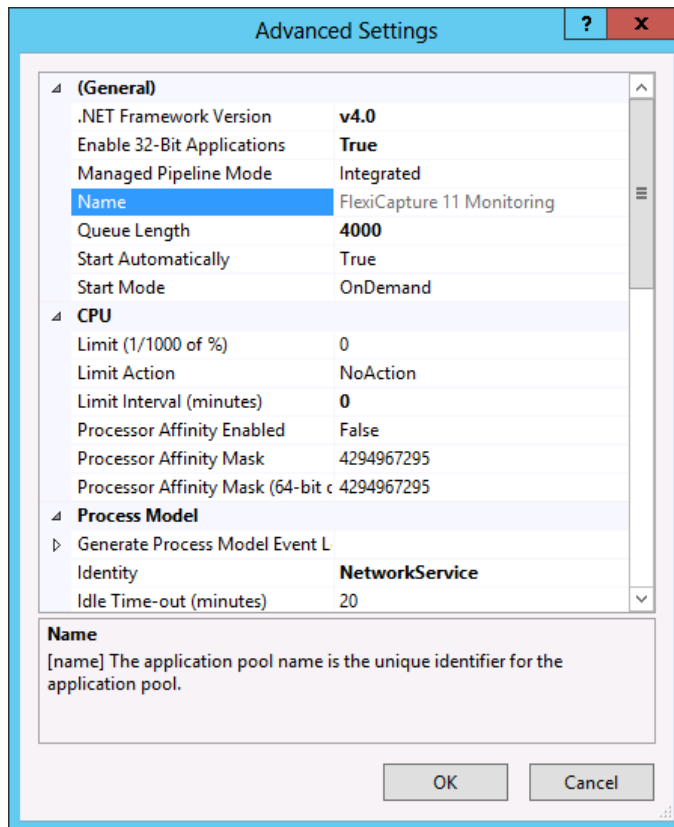 Advanced Settings
? x
(General)
.NET Framework Version v4.0
Enable 32-Bit Applications True
Managed Pipeline Mode Integrated
Name FlexiCapture 11 Monitoring
Queue Length 4000
Start Automatically True
Start Mode OnDemand
CPU
Limit (1/1000 of %) 0
Limit Action NoAction
Limit Interval (minutes) 0
Processor Affinity Enabled False
Processor Affinity Mask 4294967295
Processor Affinity Mask (64-bit c 4294967295
Process Model
Generate Process Model Event L
Identity NetworkService
Idle Time-out (minutes) 20
Name
[name] The application pool name is the unique identifier for the
application pool.
OK Cancel